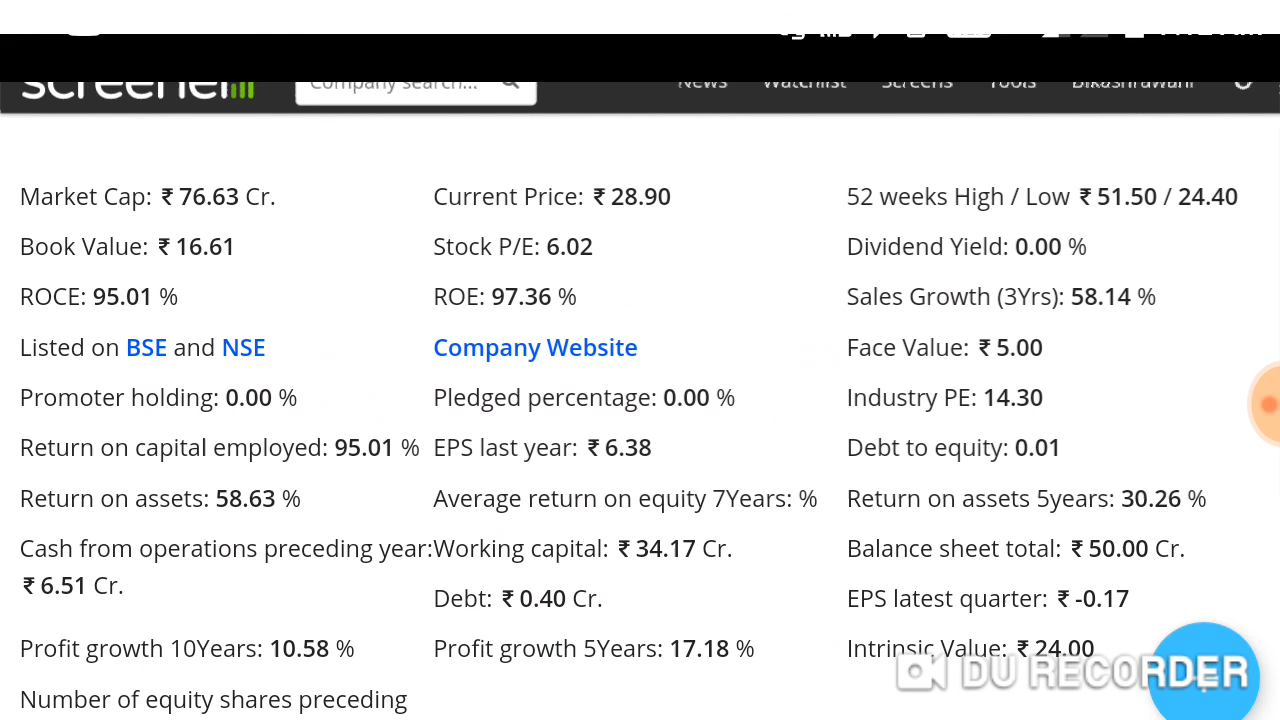 screener
Company search...
News Watchlist Screens Tools
Market Cap: ₹ 76.63 Cr. Current Price: ₹ 28.90 52 weeks High / Low ₹ 51.50 / 24.40
Book Value: ₹ 16.61 Stock P/E: 6.02 Dividend Yield: 0.00 %
ROCE: 95.01 % ROE: 97.36 % Sales Growth (3Yrs): 58.14 %
Listed on BSE and NSE Company Website Face Value: ₹ 5.00
Promoter holding: 0.00 % Pledged percentage: 0.00 % Industry PE: 14.30
Return on capital employed: 95.01 % EPS last year: ₹ 6.38 Debt to equity: 0.01
Return on assets: 58.63 % Average return on equity 7Years: % Return on assets 5years: 30.26 %
Cash from operations preceding year: Working capital: ₹ 34.17 Cr. Balance sheet total: ₹ 50.00 Cr.
₹ 6.51 Cr.
Debt: ₹ 0.40 Cr. EPS latest quarter: ₹ -0.17
Profit growth 10Years: 10.58 % Profit growth 5Years: 17.18 % Intrinsic Value: ₹ 24.00
DU RECORDER
Number of equity shares preceding